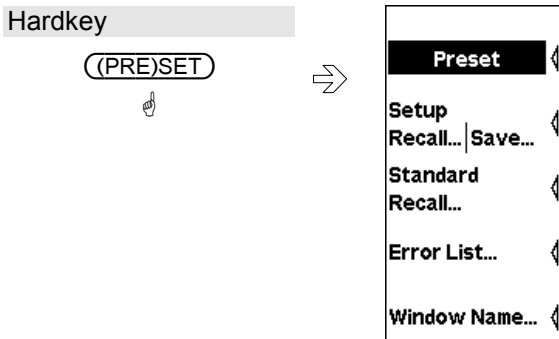 Hardkey
(PRE)SET
Preset
Setup
Recall...|Save...
Standard
Recall...
Error List...
Window Name...